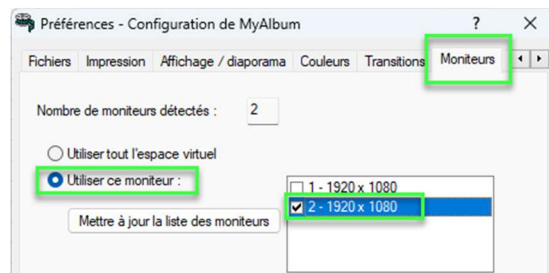 Préférences - Configuration de MyAlbum ? ×
Fichiers Impression Affichage / diaporama Couleurs Transitions Moniteurs
Nombre de moniteurs détectés : 2
Utiliser tout l'espace virtuel
Utiliser ce moniteur :
1 - 1920 x 1080
2 - 1920 x 1080
Mettre à jour la liste des moniteurs